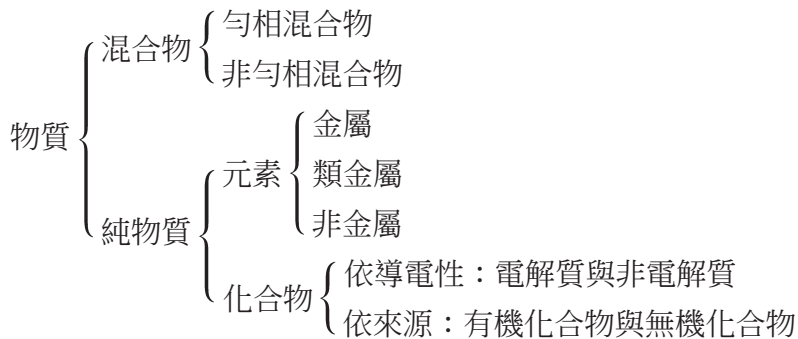 勻相混合物
混合物
非勻相混合物
金屬
物質
元素
類金屬
非金屬
純物質
依導電性：電解質與非電解質
化合物
依來源：有機化合物與無機化合物